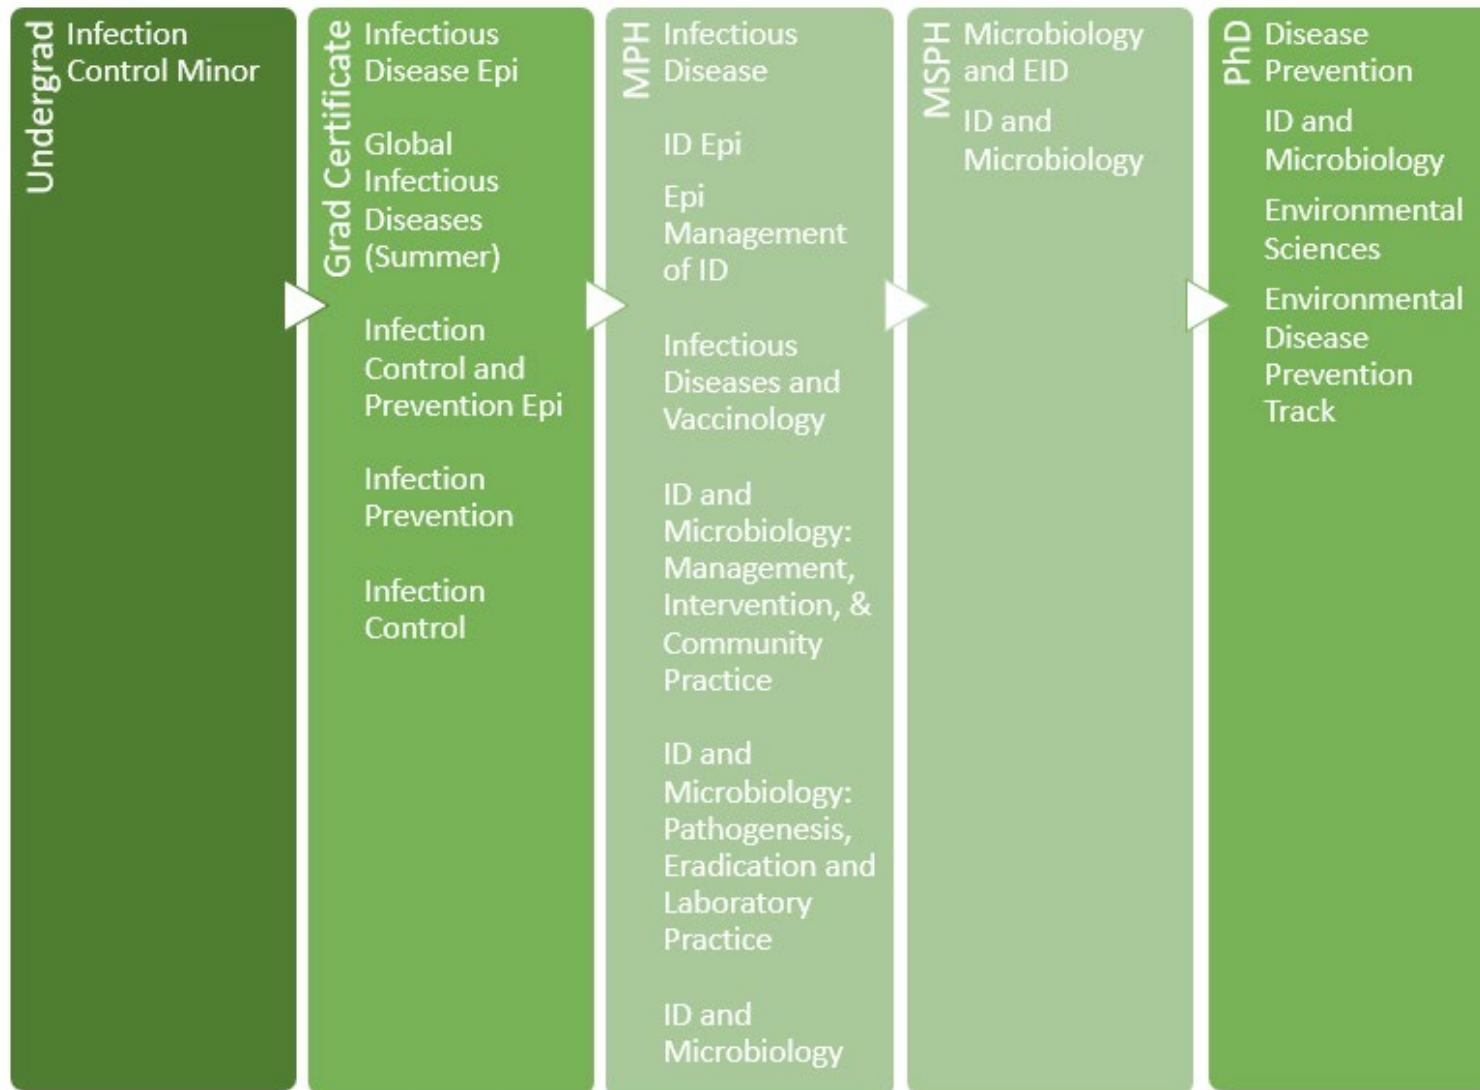 Undergrad
Infection
Control Minor
Grad Certificate
Infectious
Disease Epi
Global
Infectious
Diseases
(Summer)
Infection
Control and
Prevention Epi
Infection
Prevention
Infection
Control
MPH
Infectious
Disease
ID Epi
Epi
Management
of ID
Infectious
Diseases and
Vaccinology
ID and
Microbiology:
Management,
Intervention, &
Community
Practice
ID and
Microbiology:
Pathogenesis,
Eradication and
Laboratory
Practice
ID and
Microbiology
MSPH
Microbiology
and EID
ID and
Microbiology
PhD
Disease
Prevention
ID and
Microbiology
Environmental
Sciences
Environmental
Disease
Prevention
Track